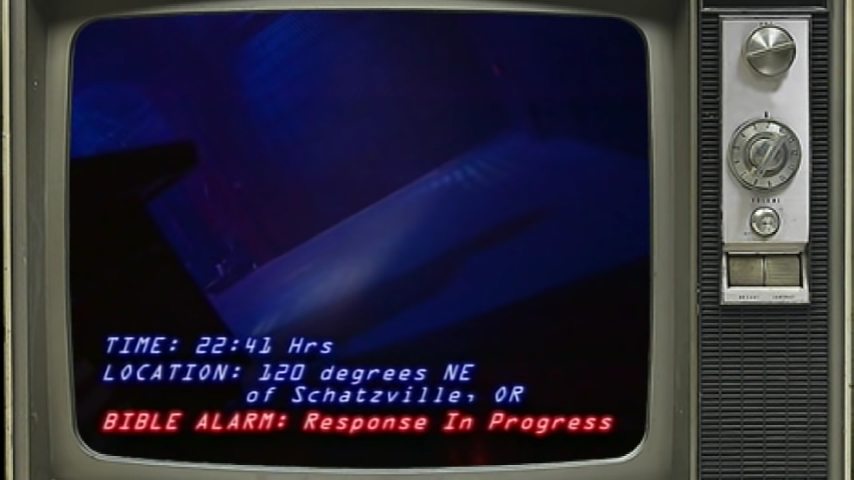 TIME: 22:41 Hrs
LOCATION: 120 degrees NE
of Schatzville, OR
BIBLE ALARM: Response In Progress